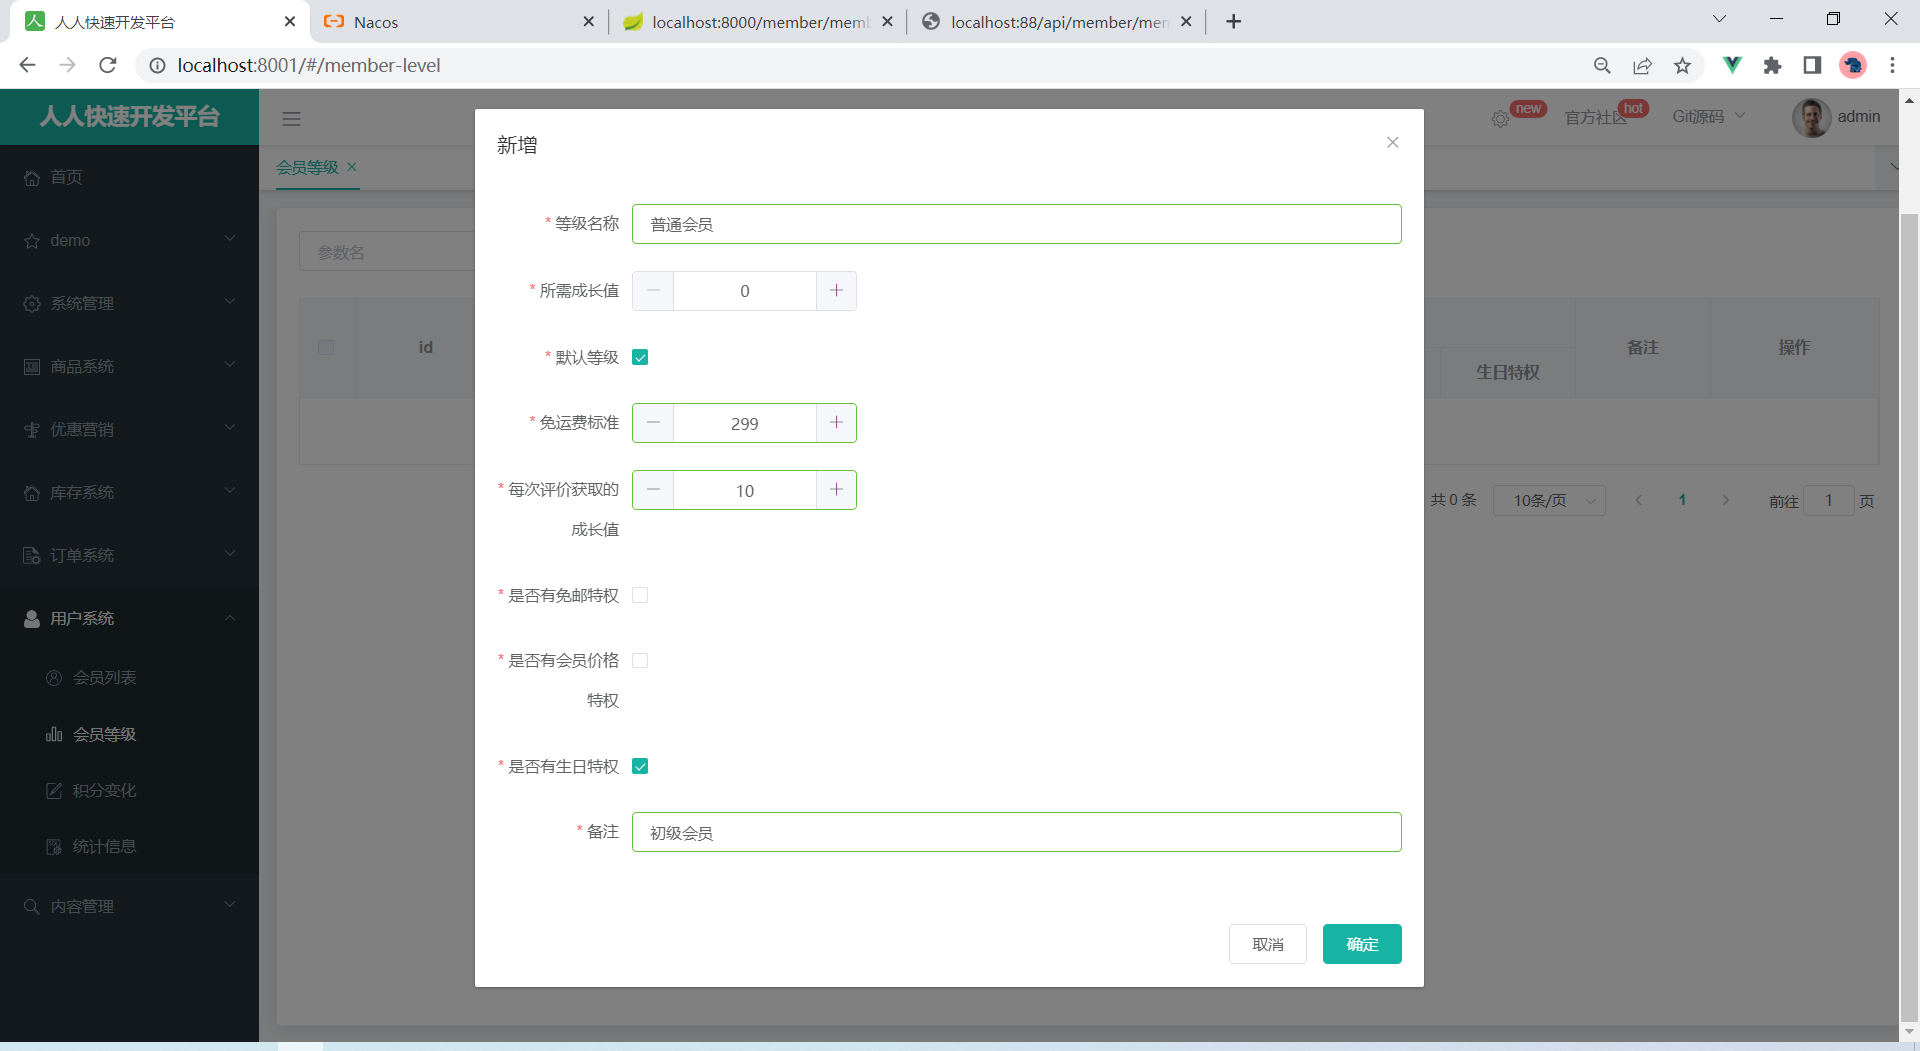 人人快速开发平台
Nacos
localhost:8000/member/memb
localhost:88/api/member/mem
localhost:8001/#/member-level
人人快速开发平台
new
官方社区
hot
Git源码
admin
首页
demo
系统管理
商品系统
优惠营销
库存系统
订单系统
用户系统
会员列表
会员等级
积分变化
统计信息
内容管理
会员等级
参数名
id
生日特权
备注
操作
共 0 条
10条/页
1
前往
1
页
新增
* 等级名称
普通会员
* 所需成长值
0
* 默认等级
* 免运费标准
299
* 每次评价获取的
成长值
10
* 是否有免邮特权
* 是否有会员价格
特权
* 是否有生日特权
* 备注
初级会员
取消
确定